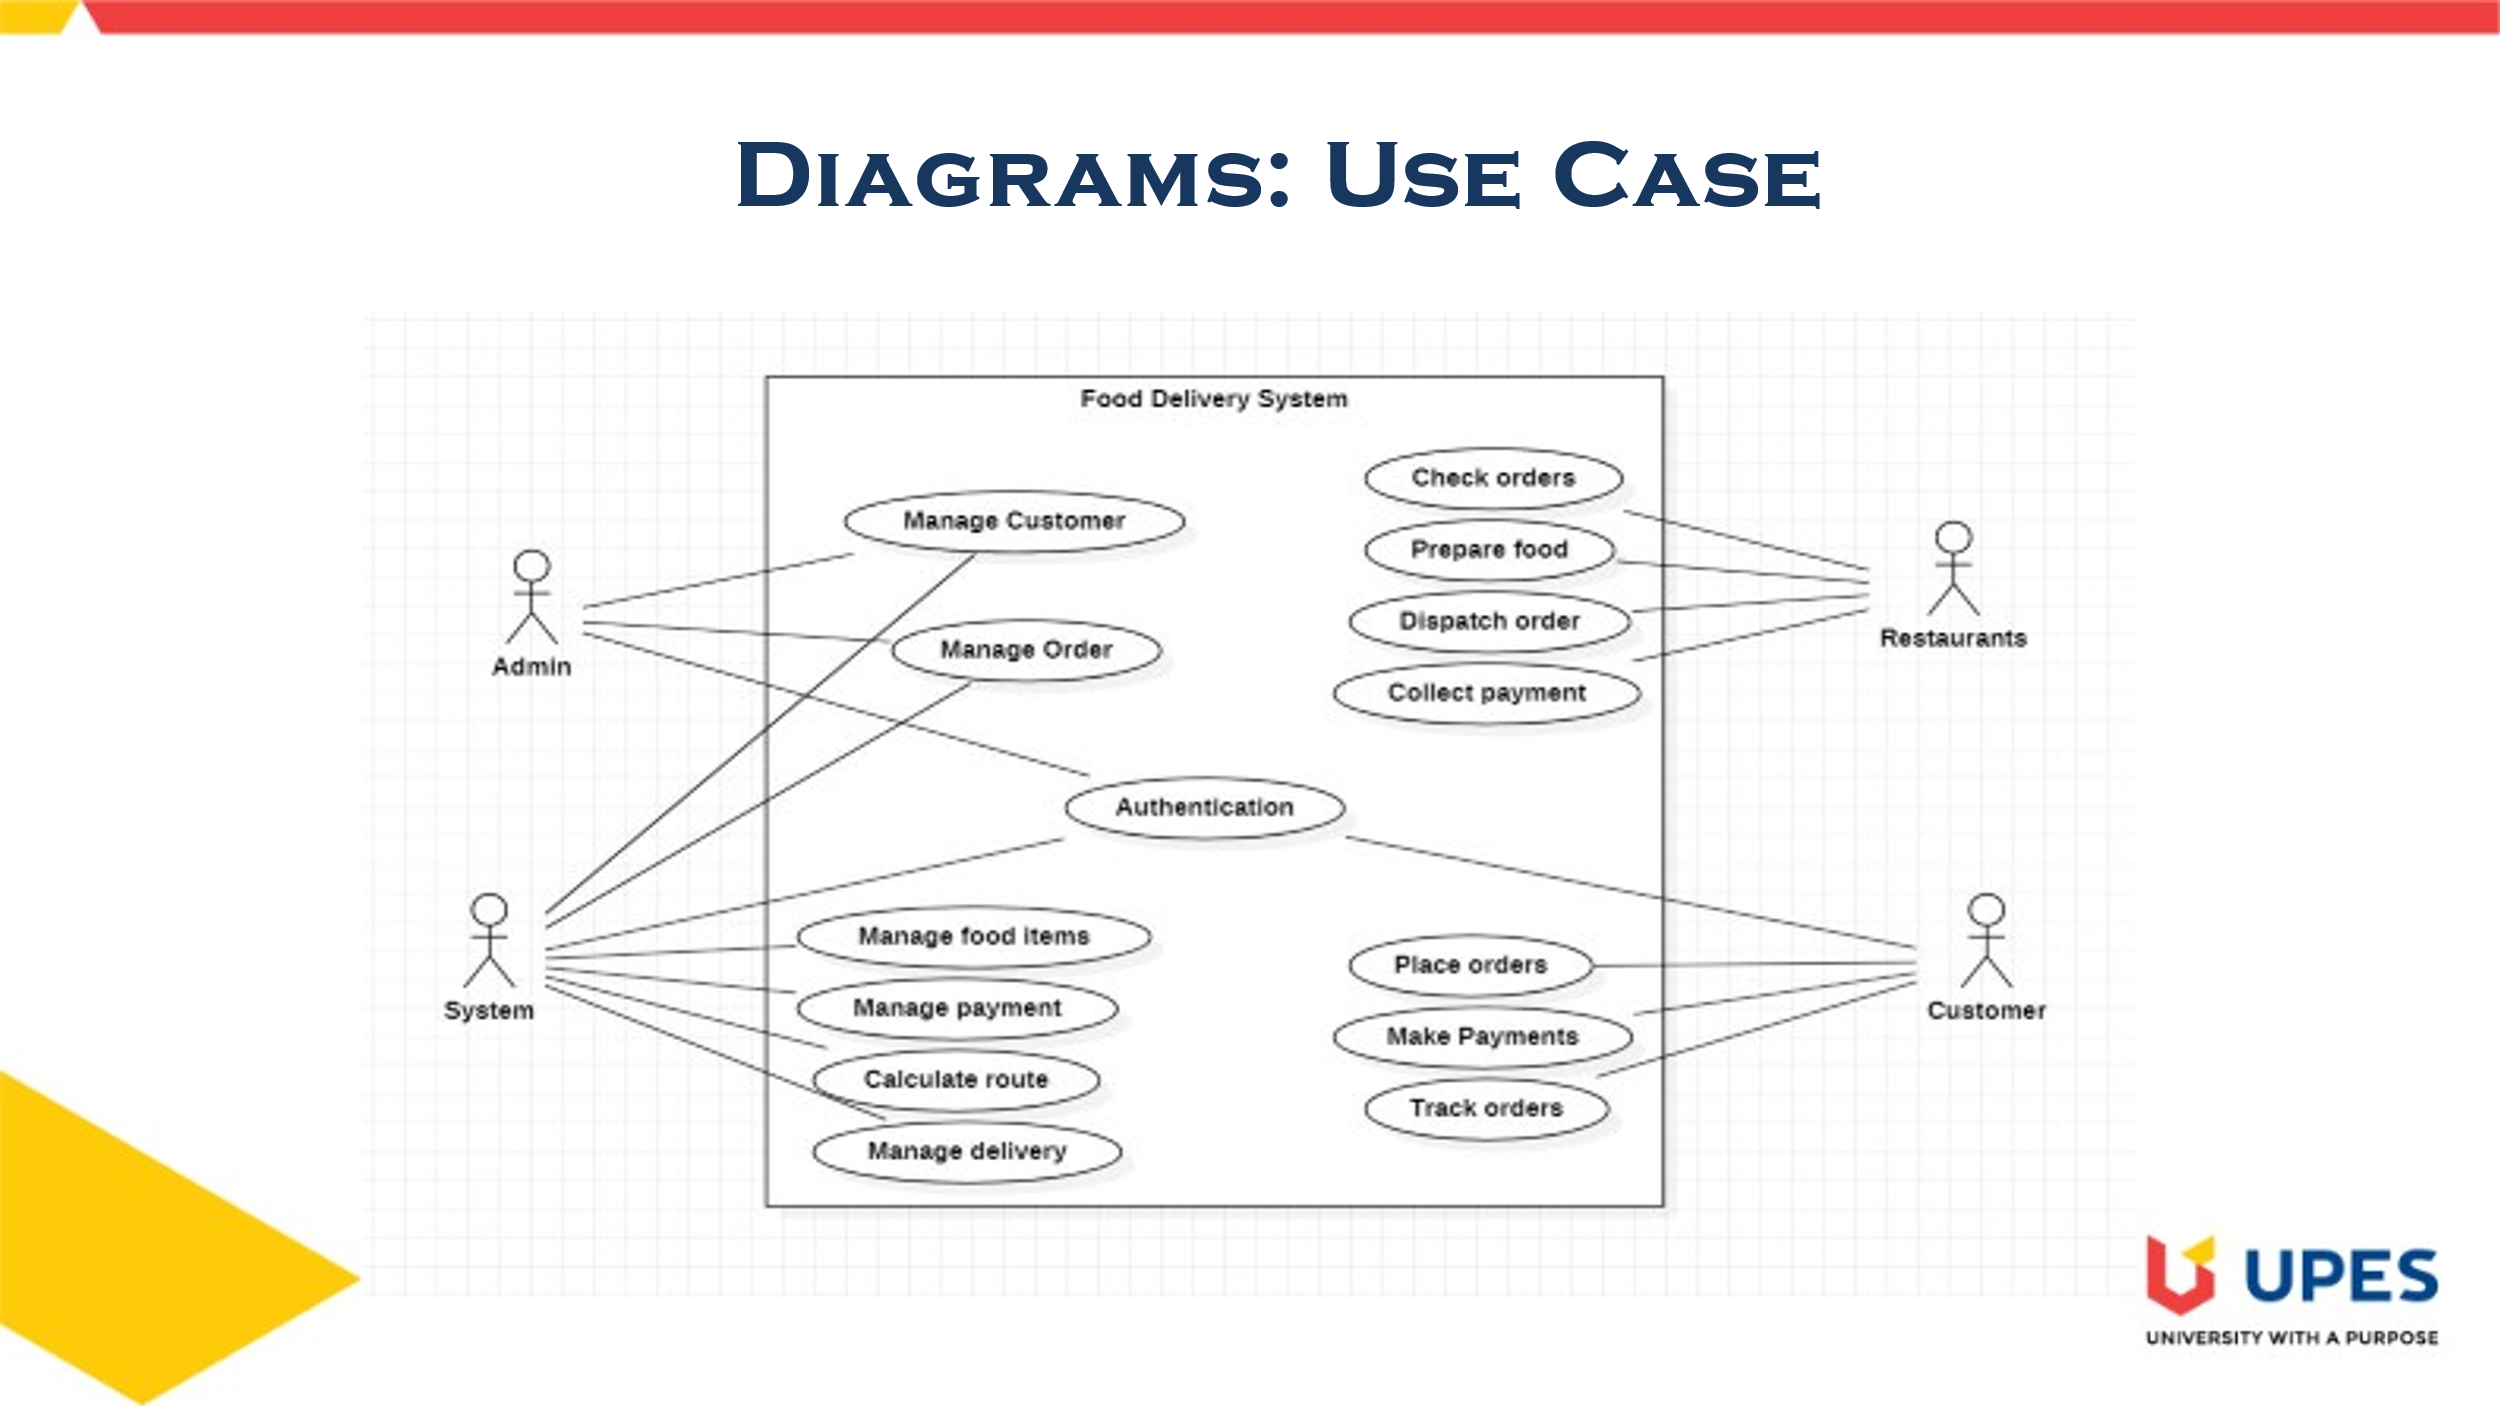 DIAGRAMS: USE CASE
Food Delivery System
Check orders
Manage Customer
Prepare food
Dispatch order
Restaurants
Manage Order
Admin
Collect payment
Authentication
Manage food items
Place orders
System
Manage payment
Customer
Make Payments
Calculate route
Track orders
Manage delivery
UPES
UNIVERSITY WITH A PURPOSE